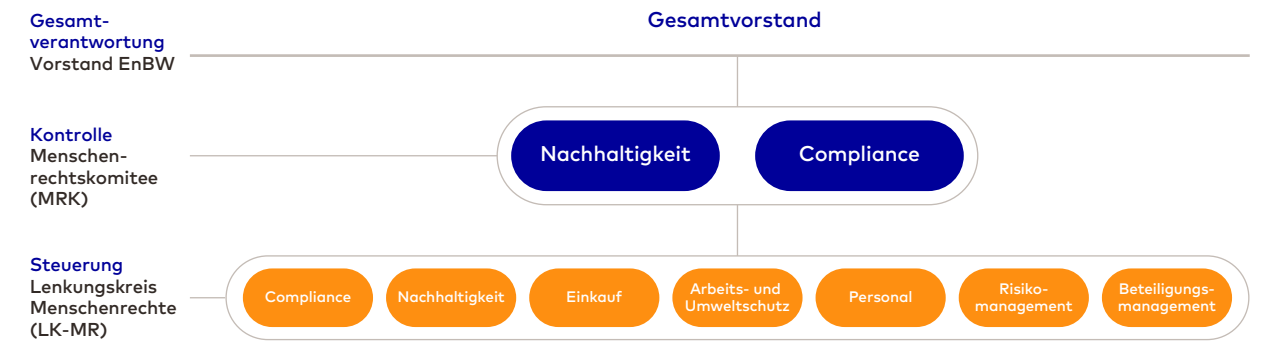 Gesamt-
verantwortung
Vorstand EnBW
Gesamtvorstand
Kontrolle
Menschen-
rechtskomitee
(MRK)
Nachhaltigkeit
Compliance
Steuerung
Lenkungskreis
Menschenrechte
(LK-MR)
Compliance
Nachhaltigkeit
Einkauf
Arbeits- und
Umweltschutz
Personal
Risiko-
management
Beteiligungs-
management